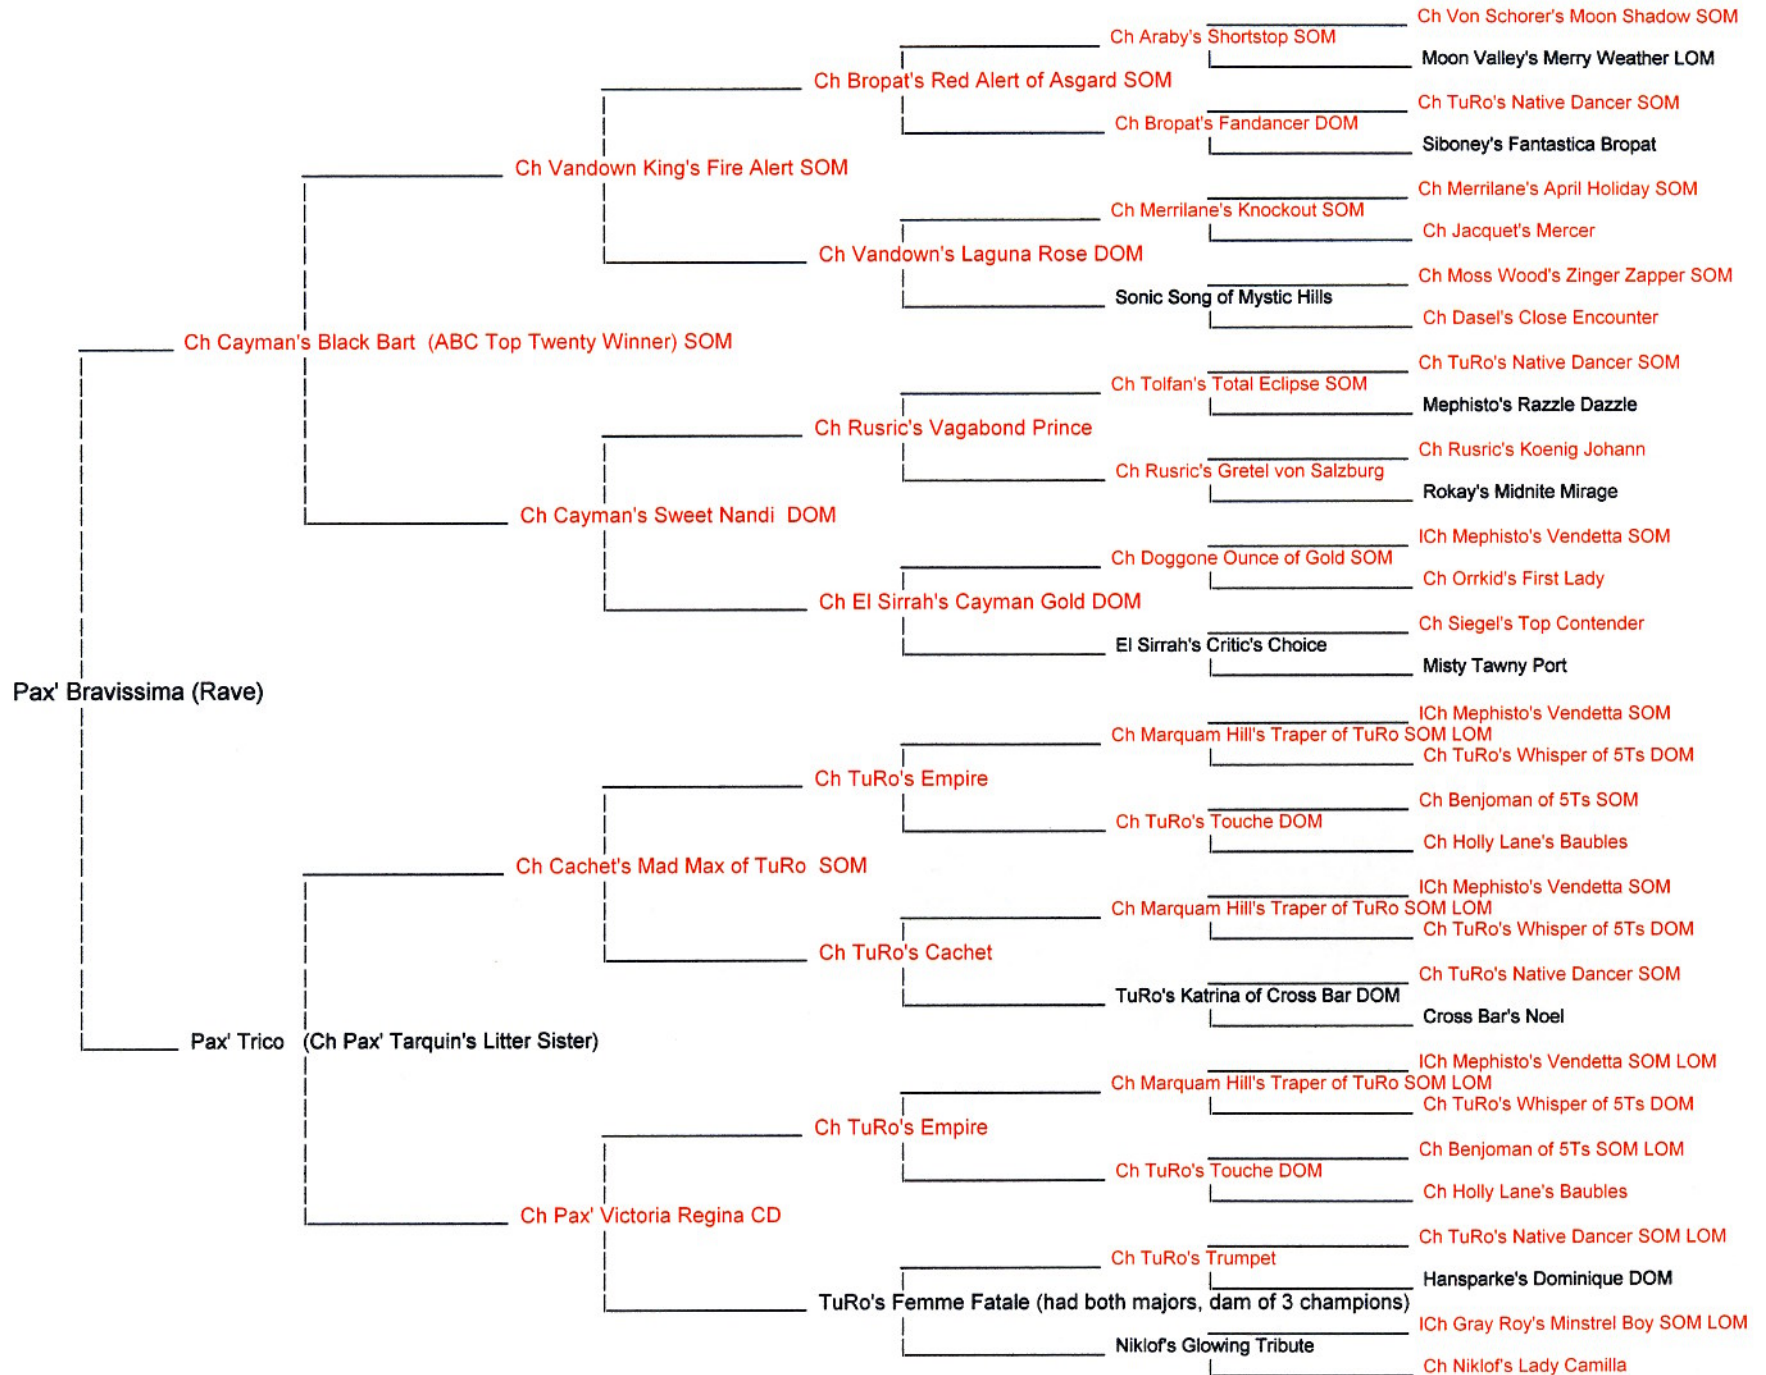 Ch Von Schorer's Moon Shadow SOM
Ch Araby's Shortstop SOM
Moon Valley's Merry Weather LOM
Ch Bropat's Red Alert of Asgard SOM
Ch TuRo's Native Dancer SOM
Ch Bropat's Fandancer DOM
Siboney's Fantastica Bropat
Ch Vandown King's Fire Alert SOM
Ch Merrilane's April Holiday SOM
Ch Merrilane's Knockout SOM
Ch Jacquet's Mercer
Ch Vandown's Laguna Rose DOM
Ch Moss Wood's Zinger Zapper SOM
Sonic Song of Mystic Hills
Ch Dasel's Close Encounter
Ch Cayman's Black Bart (ABC Top Twenty Winner) SOM
Ch TuRo's Native Dancer SOM
Ch Tolfan's Total Eclipse SOM
Mephisto's Razzle Dazzle
Ch Rusric's Vagabond Prince
Ch Rusric's Koenig Johann
Ch Rusric's Gretel von Salzburg
Rokay's Midnite Mirage
Ch Cayman's Sweet Nandi DOM
ICh Mephisto's Vendetta SOM
Ch Doggone Ounce of Gold SOM
Ch Orrkid's First Lady
Ch El Sirrah's Cayman Gold DOM
Ch Siegel's Top Contender
El Sirrah's Critic's Choice
Misty Tawny Port
Pax' Bravissima (Rave)
ICh Mephisto's Vendetta SOM
Ch Marquam Hill's Traper of TuRo SOM LOM
Ch TuRo's Whisper of 5Ts DOM
Ch TuRo's Empire
Ch Benjoman of 5Ts SOM
Ch TuRo's Touche DOM
Ch Holly Lane's Baubles
Ch Cachet's Mad Max of TuRo SOM
ICh Mephisto's Vendetta SOM
Ch Marquam Hill's Traper of TuRo SOM LOM
Ch TuRo's Whisper of 5Ts DOM
Ch TuRo's Cachet
Ch TuRo's Native Dancer SOM
TuRo's Katrina of Cross Bar DOM
Cross Bar's Noel
Pax' Trico (Ch Pax' Tarquin's Litter Sister)
ICh Mephisto's Vendetta SOM LOM
Ch Marquam Hill's Traper of TuRo SOM LOM
Ch TuRo's Whisper of 5Ts DOM
Ch TuRo's Empire
Ch Benjoman of 5Ts SOM LOM
Ch TuRo's Touche DOM
Ch Holly Lane's Baubles
Ch Pax' Victoria Regina CD
Ch TuRo's Native Dancer SOM LOM
Ch TuRo's Trumpet
Hansparke's Dominique DOM
TuRo's Femme Fatale (had both majors, dam of 3 champions)
ICh Gray Roy's Minstrel Boy SOM LOM
Niklof's Glowing Tribute
Ch Niklof's Lady Camilla